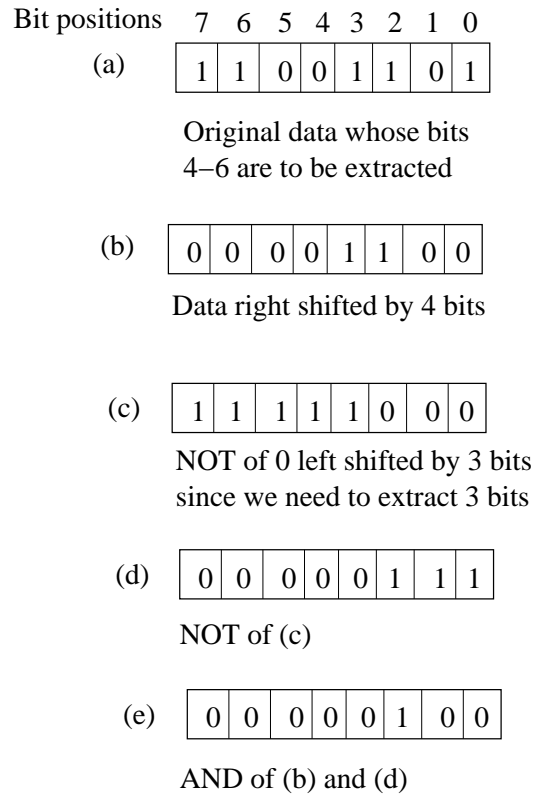 Bit positions 7 6 5 4 3 2 1 0
(a) 1 1 0 0 1 1 0 1
Original data whose bits
4−6 are to be extracted
(b) 0 0 0 0 1 1 0 0
Data right shifted by 4 bits
(c) 1 1 1 1 1 0 0 0
NOT of 0 left shifted by 3 bits
since we need to extract 3 bits
(d) 0 0 0 0 0 1 1 1
NOT of (c)
(e) 0 0 0 0 0 1 0 0
AND of (b) and (d)